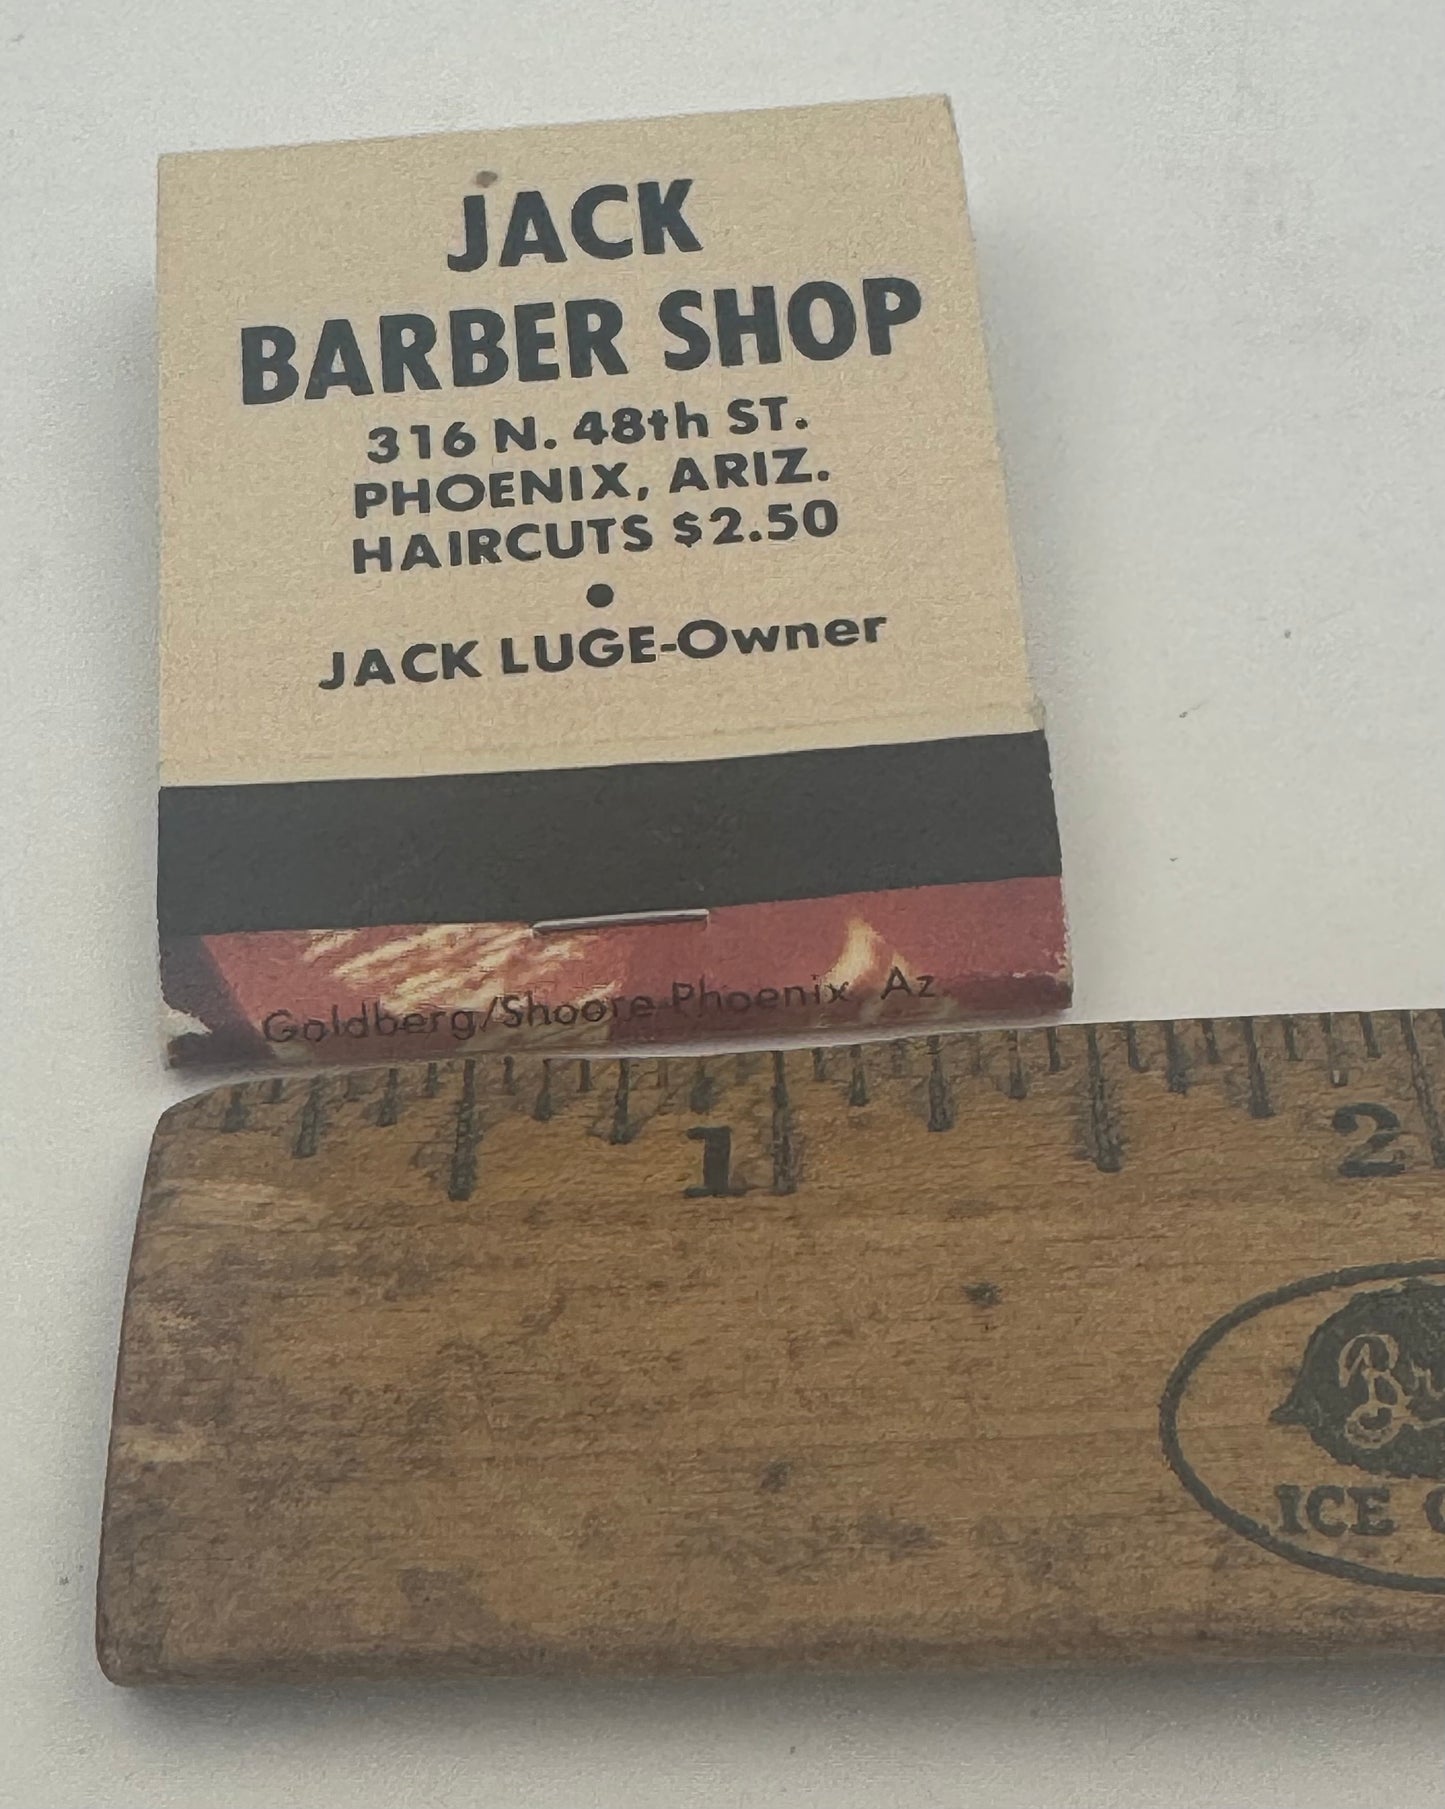 JACK
BARBER SHOP
316 N. 48th ST.
PHOENIX, ARIZ.
HAIRCUTS $2.50
•
JACK LUGE-Owner
Goldberg/Shoore-Phoenix, Az.
1 2
ICE